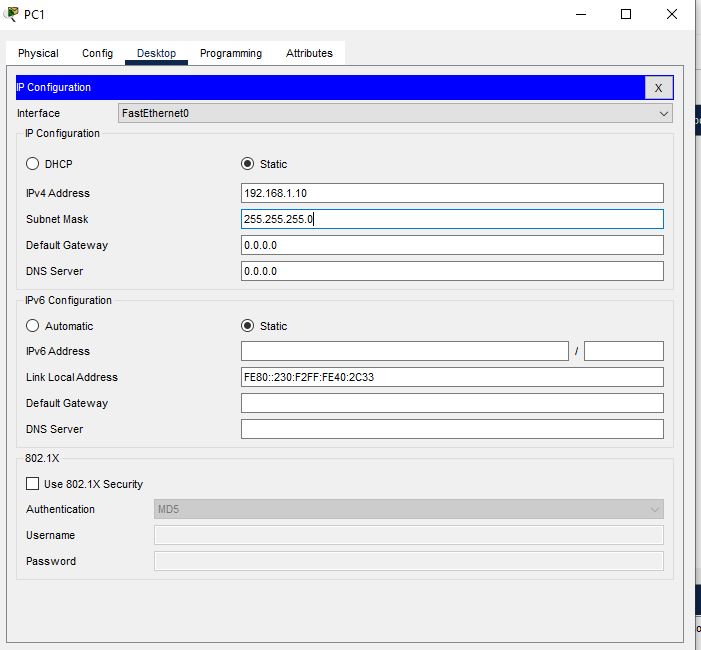 PC1
Physical Config Desktop Programming Attributes
IP Configuration X
Interface FastEthernet0
IP Configuration
DHCP Static
IPv4 Address 192.168.1.10
Subnet Mask 255.255.255.0
Default Gateway 0.0.0.0
DNS Server 0.0.0.0
IPv6 Configuration
Automatic Static
IPv6 Address /
Link Local Address FE80::230:F2FF:FE40:2C33
Default Gateway
DNS Server
802.1X
Use 802.1X Security
Authentication MD5
Username
Password